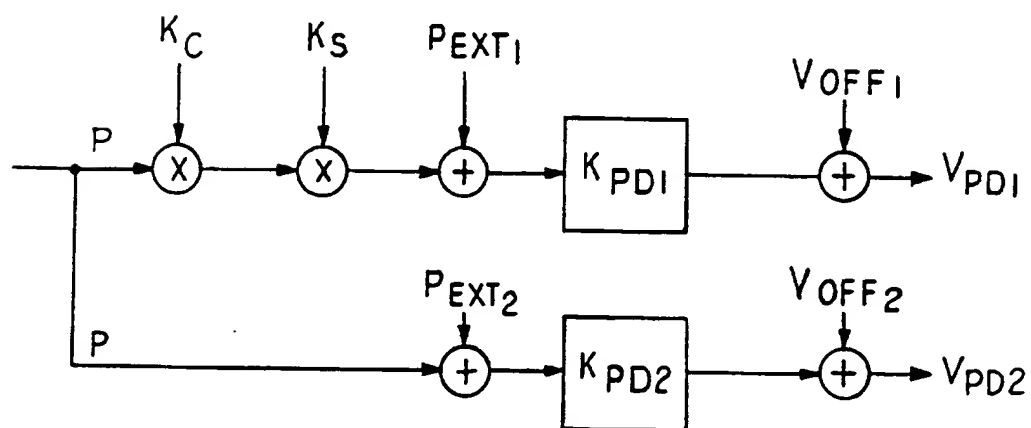 K_C
K_S
P_EXT1
V_OFF1
P
X
X
+
K_PD1
+
V_PD1
P_EXT2
V_OFF2
P
+
K_PD2
+
V_PD2